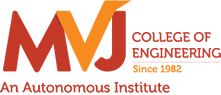 MVJ
COLLEGE OF
ENGINEERING
Since 1982
An Autonomous Institute